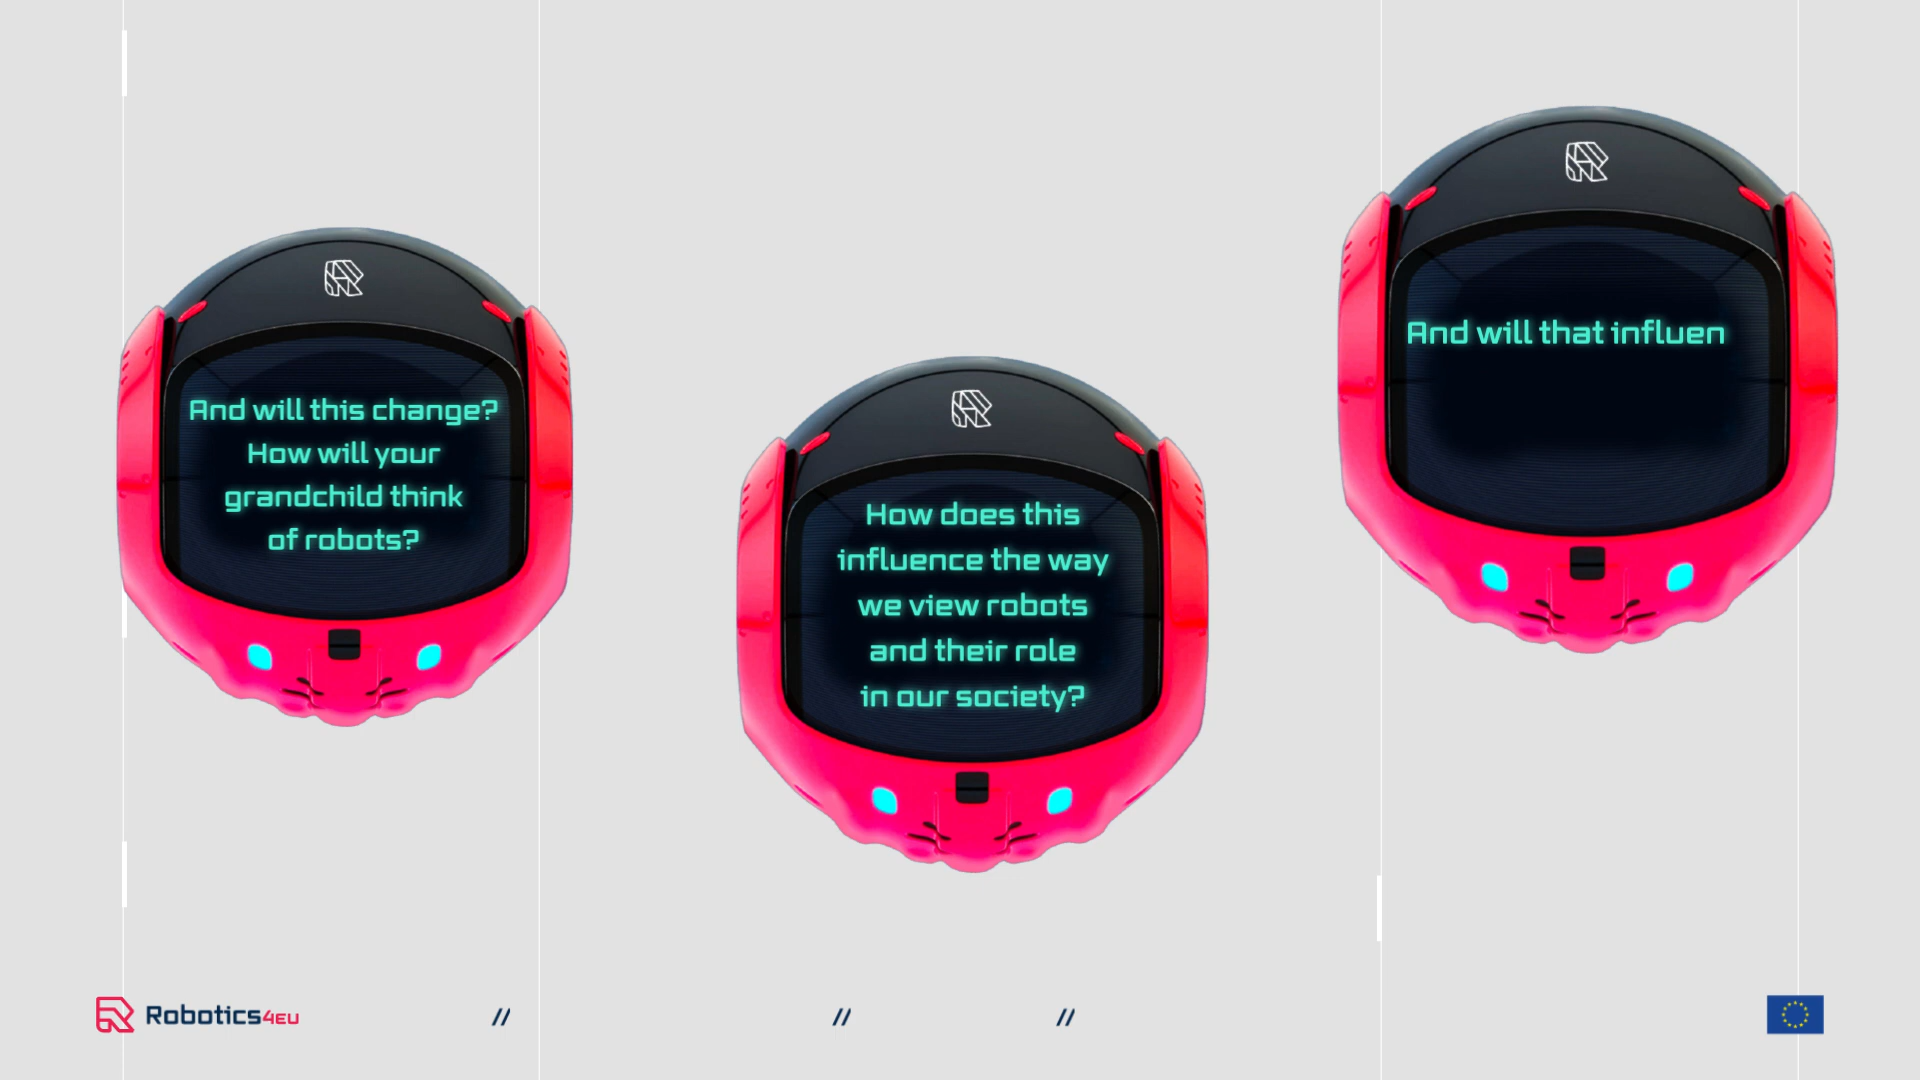 And will this change?
How will your
grandchild think
of robots?
How does this
influence the way
we view robots
and their role
in our society?
And will that influen
Robotics4EU
// // //